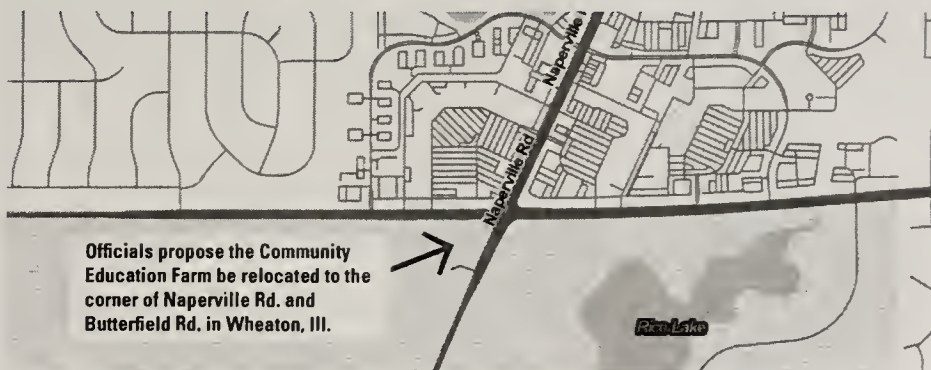 Naperville
Naperville Rd
Officials propose the Community
Education Farm be relocated to the
corner of Naperville Rd. and
Butterfield Rd. in Wheaton, Ill.
Rice Lake